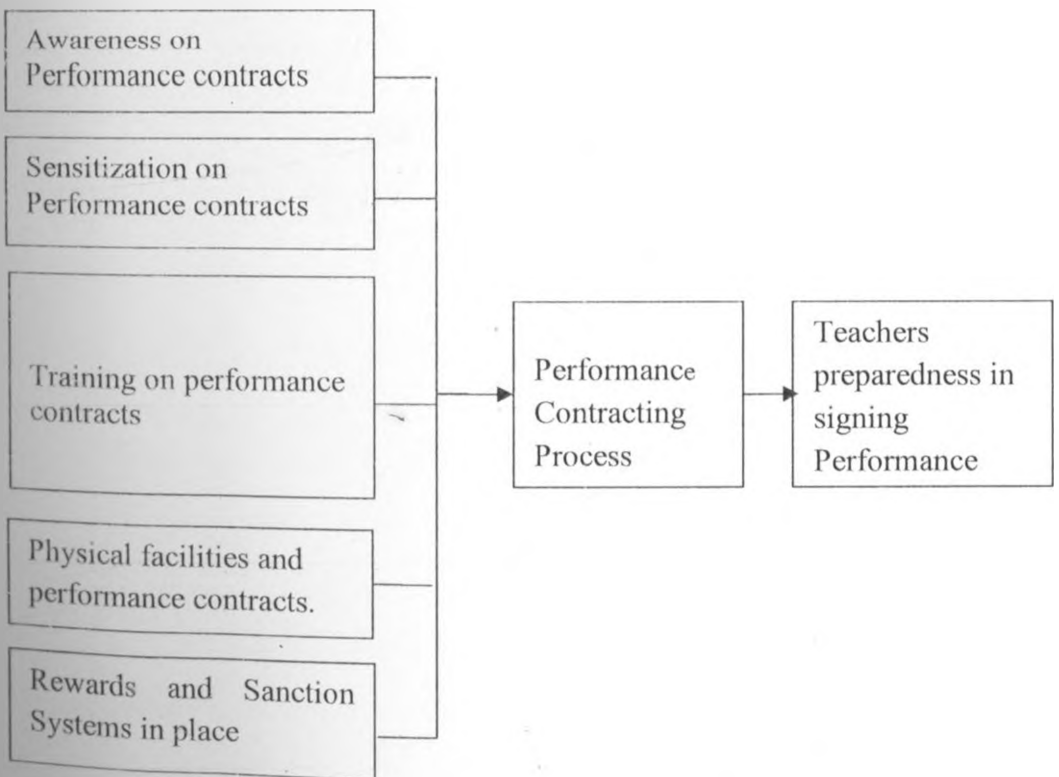 Awareness on
Performance contracts
Sensitization on
Performance contracts
Training on performance
contracts
Physical facilities and
performance contracts.
Rewards and Sanction
Systems in place
Performance
Contracting
Process
Teachers
preparedness in
signing
Performance